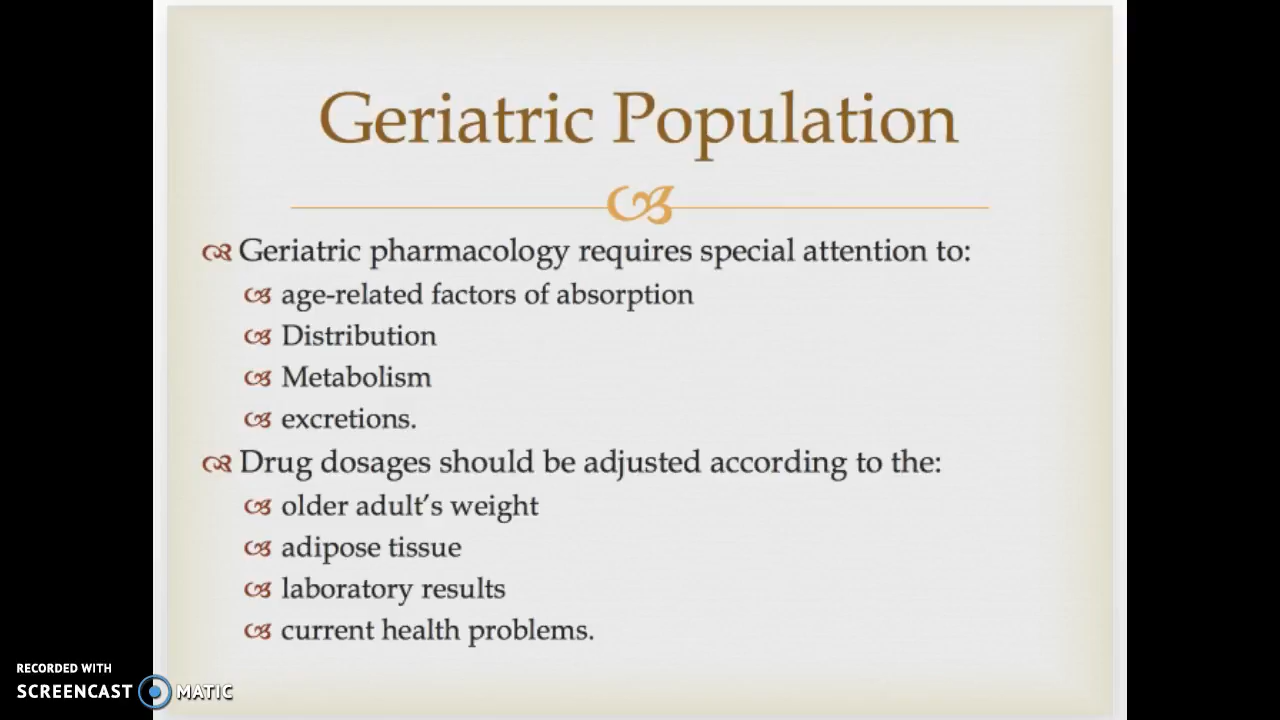 Geriatric Population
Geriatric pharmacology requires special attention to:
age-related factors of absorption
Distribution
Metabolism
excretions.
Drug dosages should be adjusted according to the:
older adult’s weight
adipose tissue
laboratory results
current health problems.
RECORDED WITH
SCREENCAST MATIC